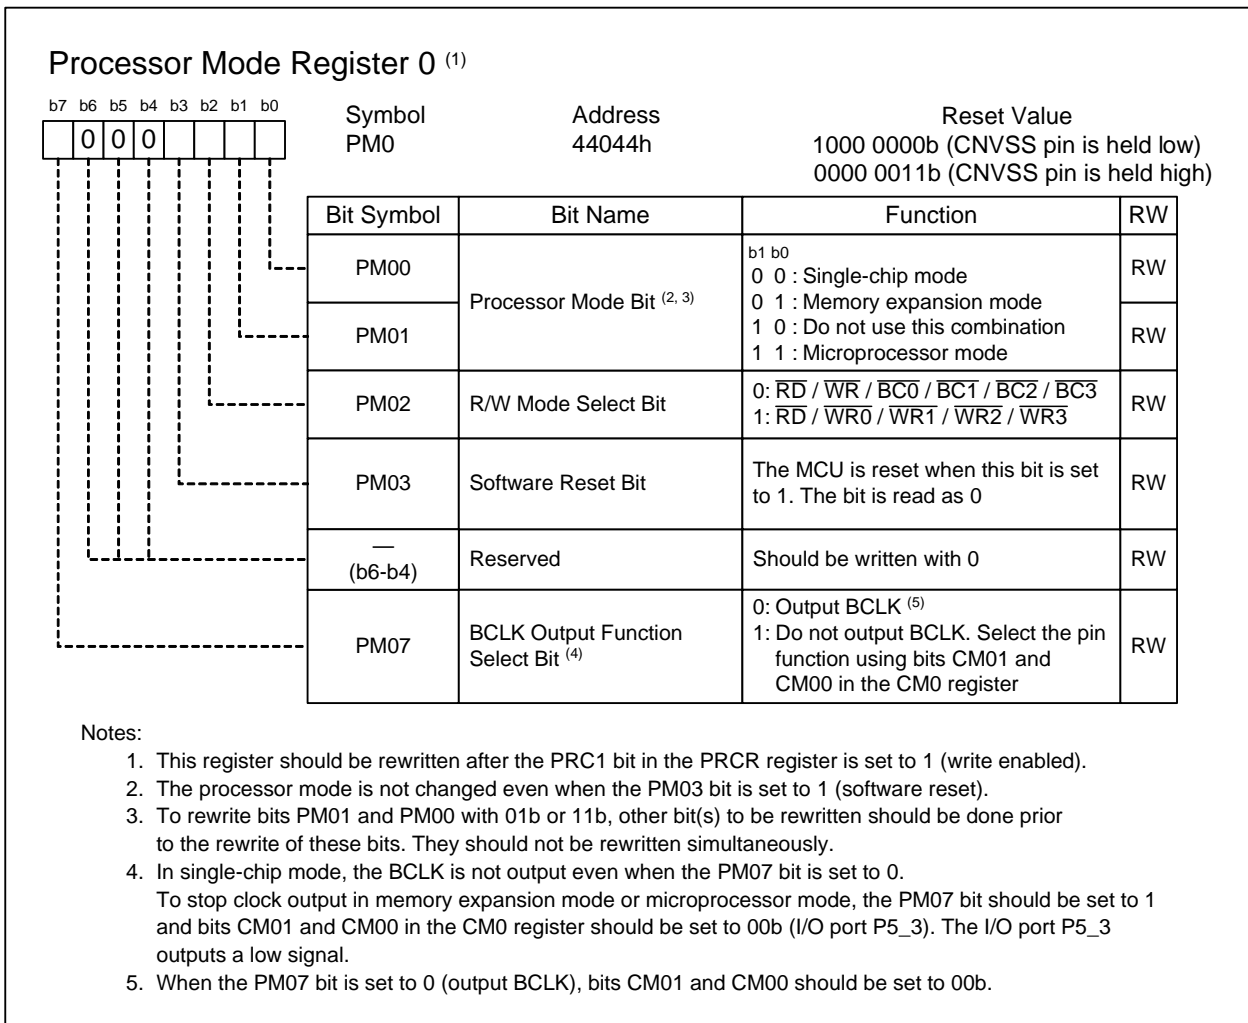 Processor Mode Register 0 (1)
b7 b6 b5 b4 b3 b2 b1 b0
0 0 0
Symbol Address Reset Value
PM0 44044h 1000 0000b (CNVSS pin is held low)
0000 0011b (CNVSS pin is held high)
Bit Symbol Bit Name Function RW
PM00 RW
PM01 RW
Processor Mode Bit (2, 3)
b1 b0
0 0 : Single-chip mode
0 1 : Memory expansion mode
1 0 : Do not use this combination
1 1 : Microprocessor mode
PM02 R/W Mode Select Bit RW
0: R̅D̅ / W̅R̅ / B̅C̅0̅ / B̅C̅1̅ / B̅C̅2̅ / B̅C̅3̅
1: R̅D̅ / W̅R̅0̅ / W̅R̅1̅ / W̅R̅2̅ / W̅R̅3̅
PM03 Software Reset Bit RW
The MCU is reset when this bit is set
to 1. The bit is read as 0
—
(b6-b4)
Reserved Should be written with 0 RW
PM07 RW
BCLK Output Function
Select Bit (4)
0: Output BCLK (5)
1: Do not output BCLK. Select the pin
function using bits CM01 and
CM00 in the CM0 register
Notes:
1. This register should be rewritten after the PRC1 bit in the PRCR register is set to 1 (write enabled).
2. The processor mode is not changed even when the PM03 bit is set to 1 (software reset).
3. To rewrite bits PM01 and PM00 with 01b or 11b, other bit(s) to be rewritten should be done prior
to the rewrite of these bits. They should not be rewritten simultaneously.
4. In single-chip mode, the BCLK is not output even when the PM07 bit is set to 0.
To stop clock output in memory expansion mode or microprocessor mode, the PM07 bit should be set to 1
and bits CM01 and CM00 in the CM0 register should be set to 00b (I/O port P5_3). The I/O port P5_3
outputs a low signal.
5. When the PM07 bit is set to 0 (output BCLK), bits CM01 and CM00 should be set to 00b.